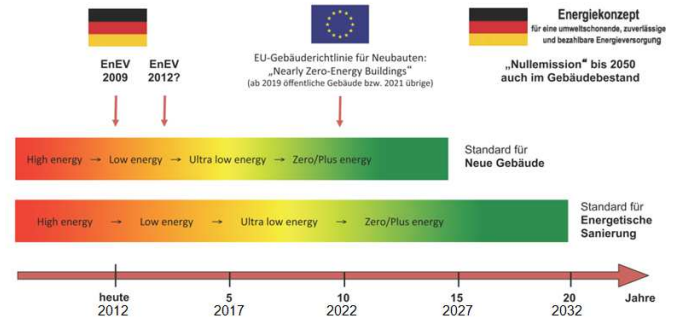 Energiekonzept
für eine umweltschonende, zuverlässige
und bezahlbare Energieversorgung
EnEV
2009
EnEV
2012?
EU-Gebäuderichtlinie für Neubauten:
„Nearly Zero-Energy Buildings“
(ab 2019 öffentliche Gebäude bzw. 2021 übrige)
„Nullemission“ bis 2050
auch im Gebäudebestand
High energy → Low energy → Ultra low energy → Zero/Plus energy
Standard für
Neue Gebäude
High energy → Low energy → Ultra low energy → Zero/Plus energy
Standard für
Energetische
Sanierung
heute 5 10 15 20 Jahre
2012 2017 2022 2027 2032